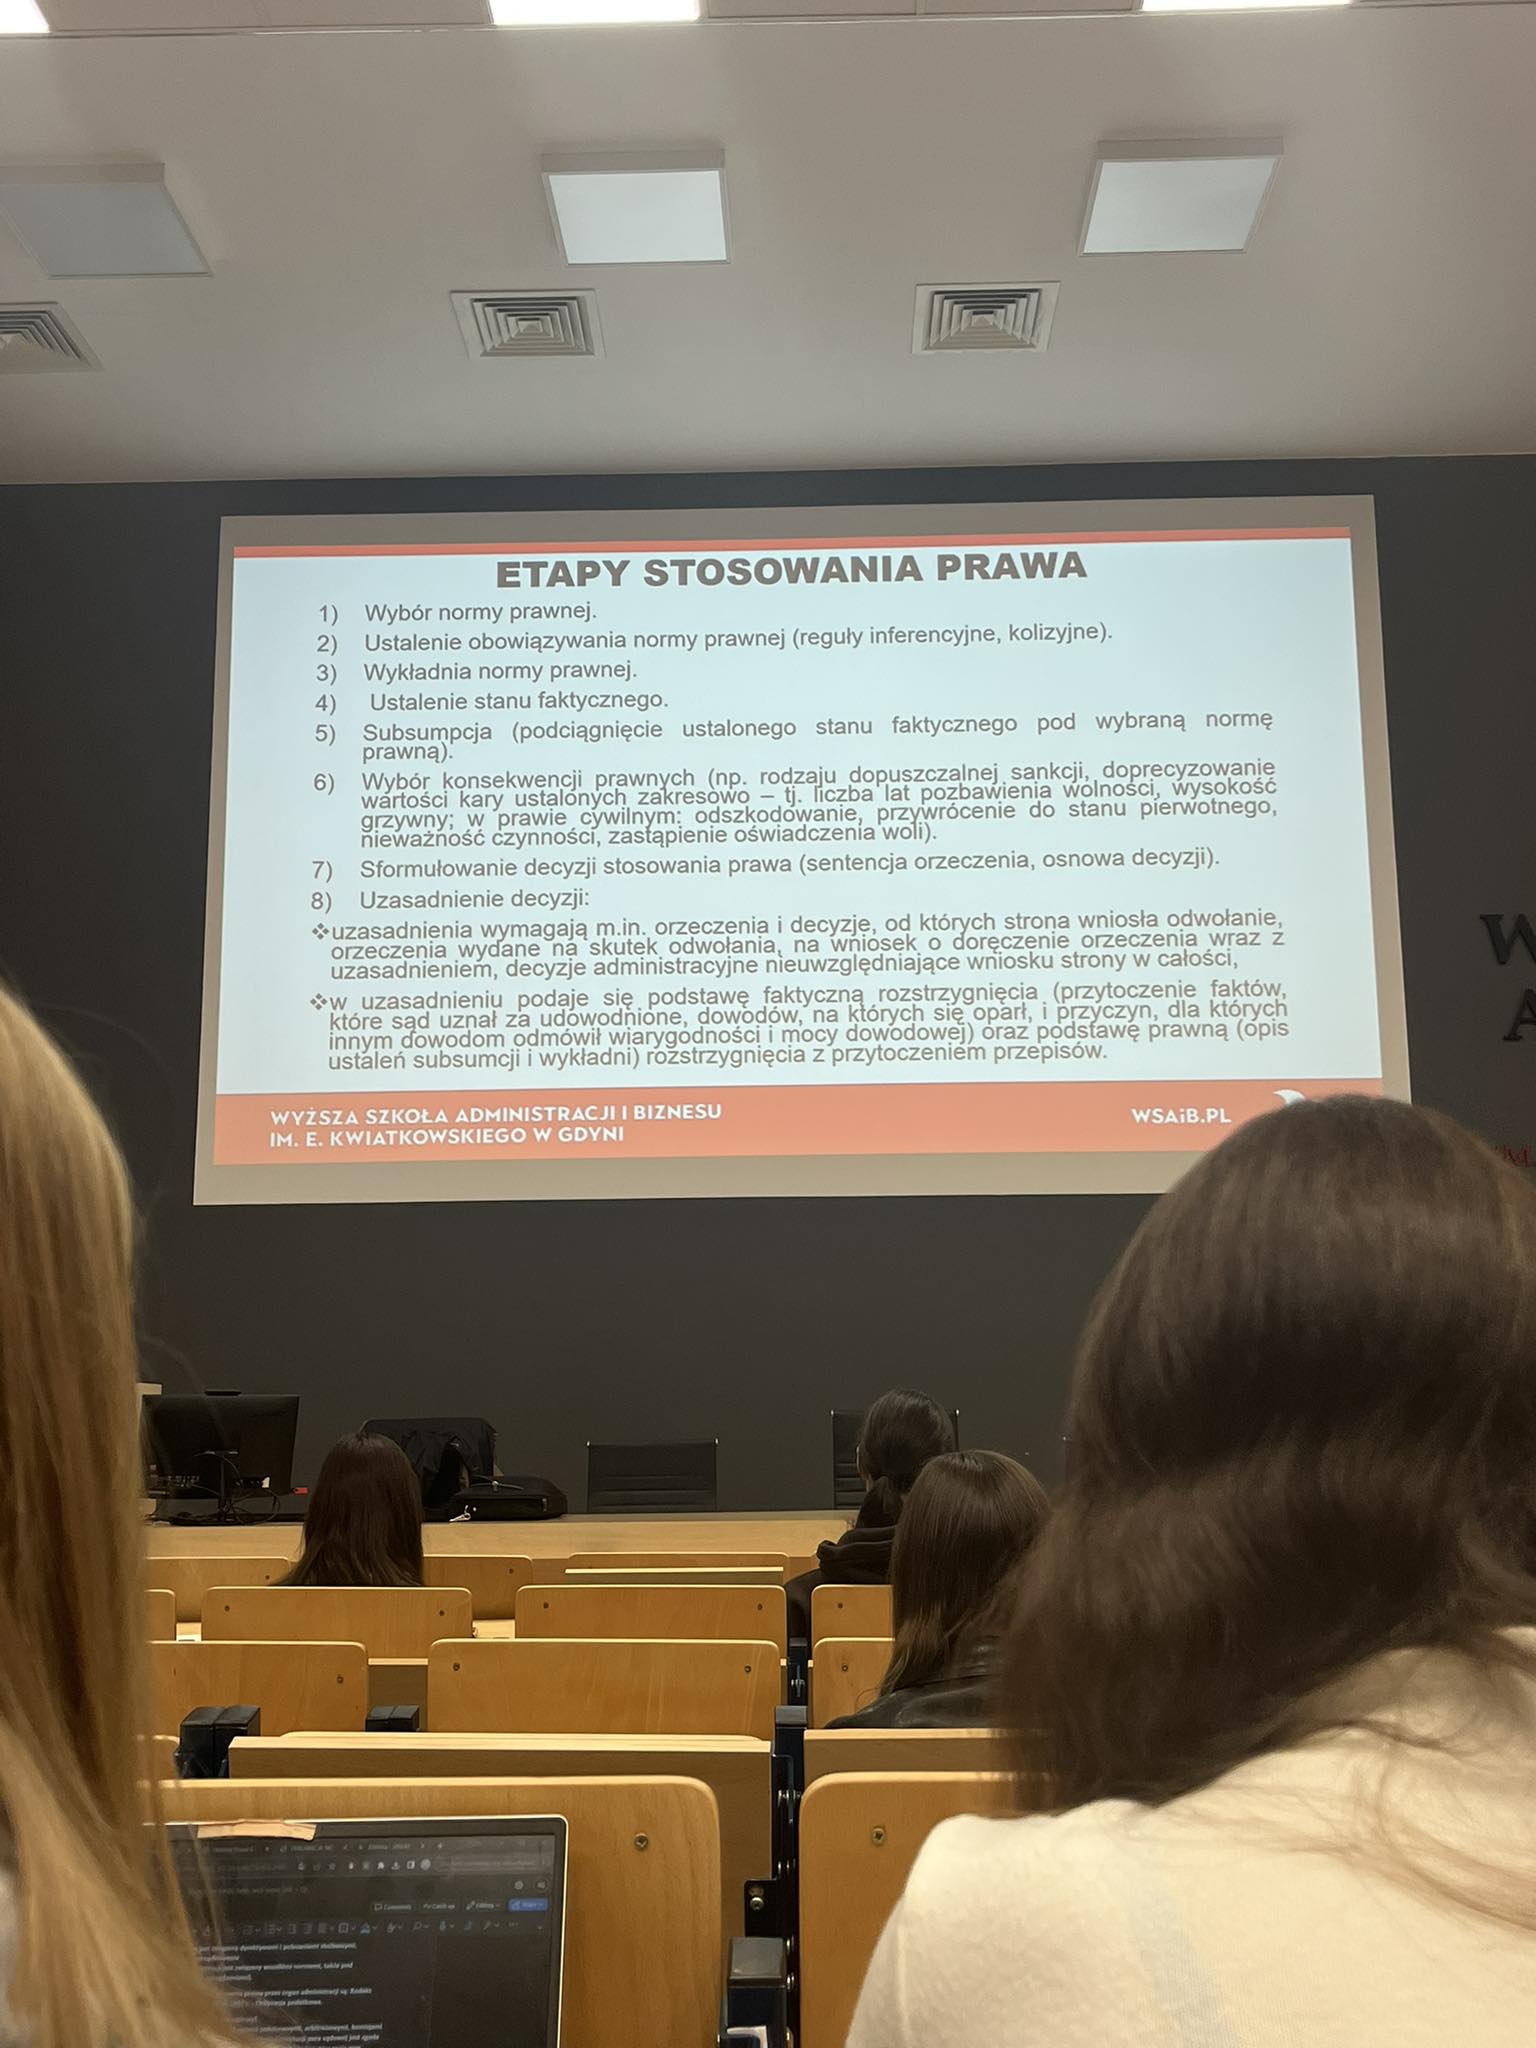 ETAPY STOSOWANIA PRAWA
1) Wybór normy prawnej.
2) Ustalenie obowiązywania normy prawnej (reguły inferencyjne, kolizyjne).
3) Wykładnia normy prawnej.
4) Ustalenie stanu faktycznego.
5) Subsumpcja (podciągnięcie ustalonego stanu faktycznego pod wybraną normę
prawną).
6) Wybór konsekwencji prawnych (np. rodzaju dopuszczalnej sankcji, doprecyzowanie
wartości kary ustalonych zakresowo – tj. liczba lat pozbawienia wolności, wysokość
grzywny; w prawie cywilnym: odszkodowanie, przywrócenie do stanu pierwotnego,
nieważność czynności, zastąpienie oświadczenia woli).
7) Sformułowanie decyzji stosowania prawa (sentencja orzeczenia, osnowa decyzji).
8) Uzasadnienie decyzji:
❖uzasadnienia wymagają m.in. orzeczenia i decyzje, od których strona wniosła odwołanie,
orzeczenia wydane na skutek odwołania, na wniosek o doręczenie orzeczenia wraz z
uzasadnieniem, decyzje administracyjne nieuwzględniające wniosku strony w całości,
❖w uzasadnieniu podaje się podstawę faktyczną rozstrzygnięcia (przytoczenie faktów,
które sąd uznał za udowodnione, dowodów, na których się oparł, i przyczyn, dla których
innym dowodom odmówił wiarygodności i mocy dowodowej) oraz podstawę prawną (opis
ustaleń subsumcji i wykładni) rozstrzygnięcia z przytoczeniem przepisów.
WYŻSZA SZKOŁA ADMINISTRACJI I BIZNESU
IM. E. KWIATKOWSKIEGO W GDYNI
WSAiB.PL
W
A